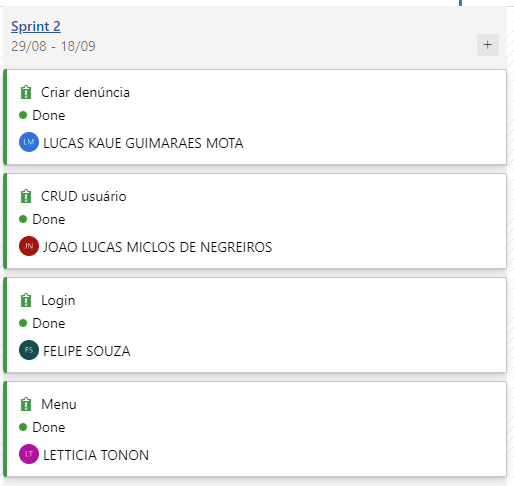 Sprint 2
29/08 - 18/09
+
Criar denúncia
Done
LM LUCAS KAUE GUIMARAES MOTA
CRUD usuário
Done
JN JOAO LUCAS MICLOS DE NEGREIROS
Login
Done
FS FELIPE SOUZA
Menu
Done
LT LETTICIA TONON